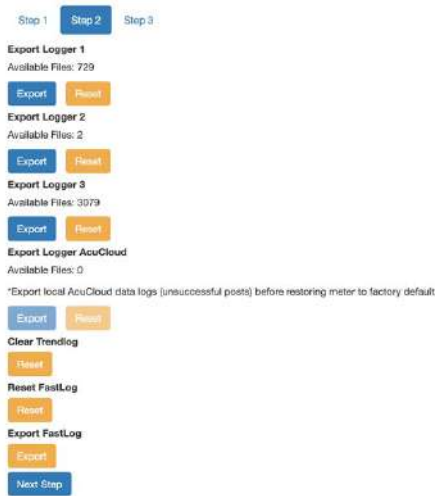 Step 1 Step 2 Step 3
Export Logger 1
Available Files: 729
Export Reset
Export Logger 2
Available Files: 2
Export Reset
Export Logger 3
Available Files: 3079
Export Reset
Export Logger AcuCloud
Available Files: 0
*Export local AcuCloud data logs (unsuccessful posts) before restoring meter to factory default
Export Reset
Clear Trendlog
Reset
Reset FastLog
Reset
Export FastLog
Export
Next Step